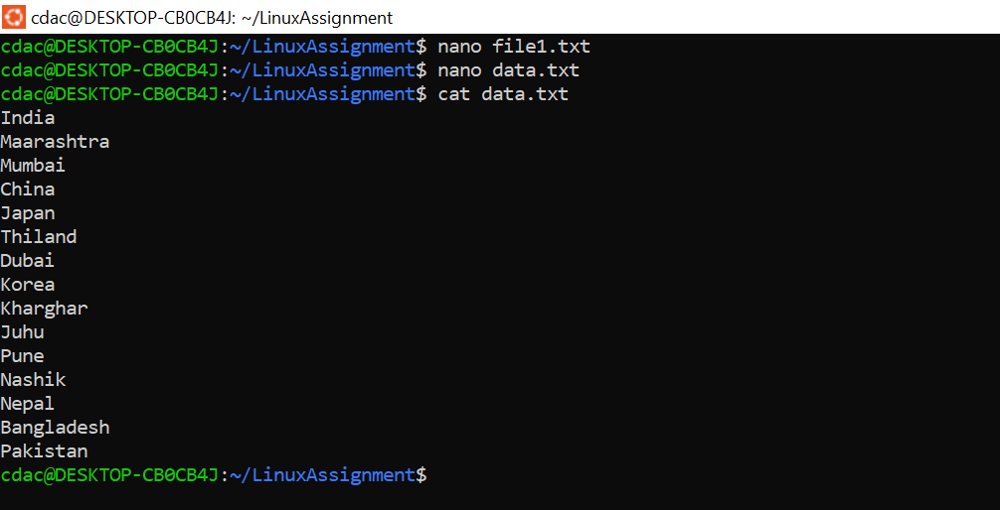 cdac@DESKTOP-CB0CB4J: ~/LinuxAssignment
cdac@DESKTOP-CB0CB4J:~/LinuxAssignment$ nano file1.txt
cdac@DESKTOP-CB0CB4J:~/LinuxAssignment$ nano data.txt
cdac@DESKTOP-CB0CB4J:~/LinuxAssignment$ cat data.txt
India
Maarashtra
Mumbai
China
Japan
Thiland
Dubai
Korea
Kharghar
Juhu
Pune
Nashik
Nepal
Bangladesh
Pakistan
cdac@DESKTOP-CB0CB4J:~/LinuxAssignment$